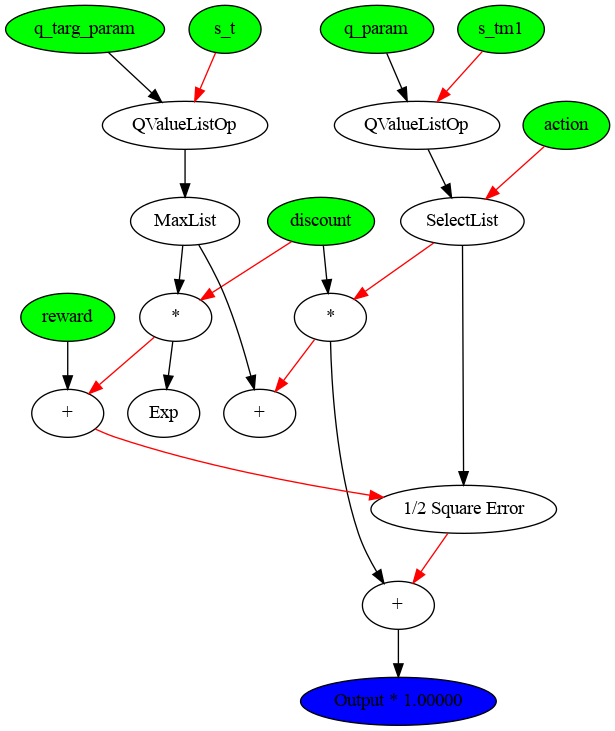 q_targ_param
s_t
q_param
s_tm1
QValueListOp
QValueListOp
action
MaxList
discount
SelectList
reward
*
*
+
Exp
+
1/2 Square Error
+
Output * 1.00000